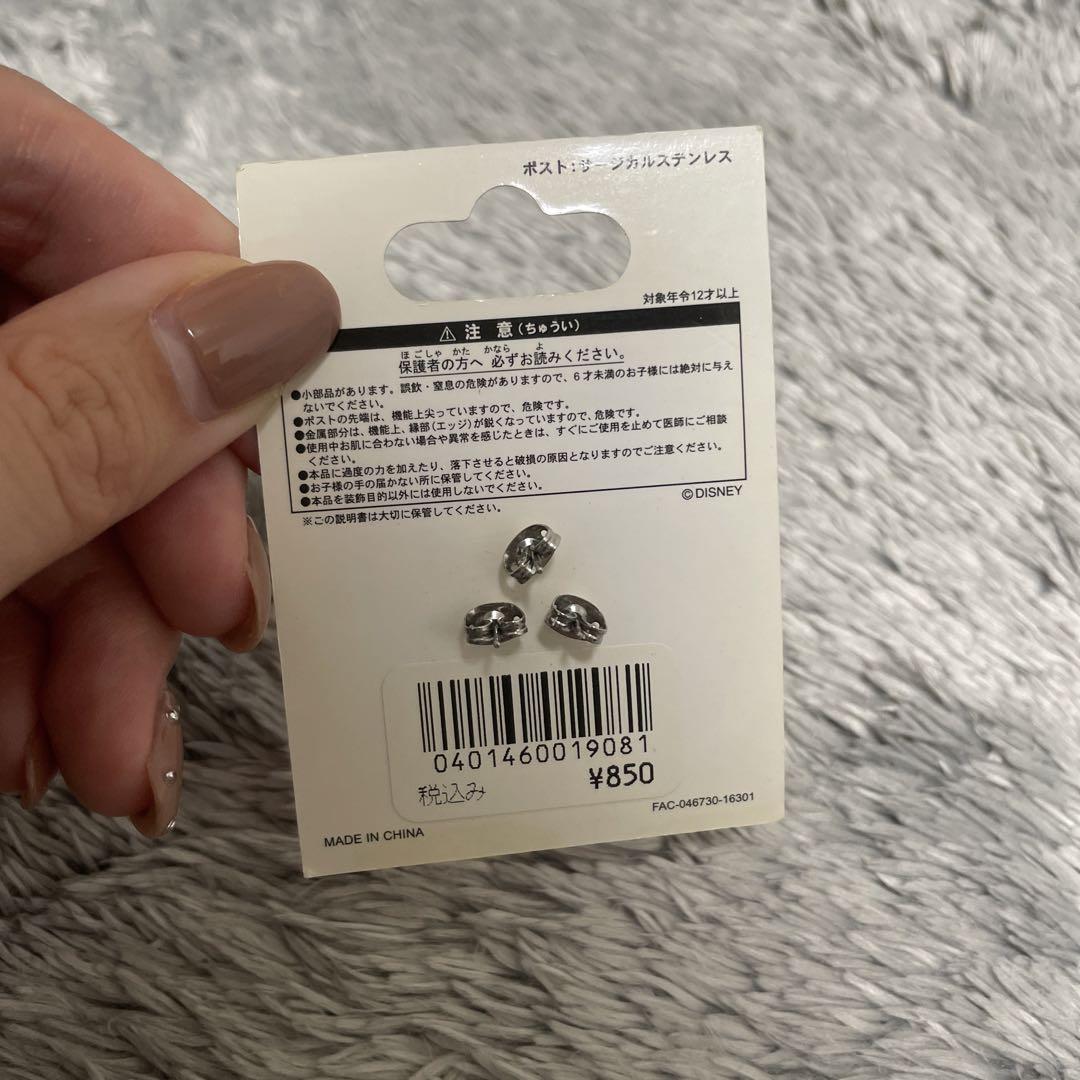 ポスト:サージカルステンレス
対象年令12才以上
⚠ 注 意(ちゅうい)
ほごしゃ かた かなら よ
保護者の方へ 必ずお読みください。
●小部品があります。誤飲・窒息の危険がありますので、6才未満のお子様には絶対に与え
ないでください。
●ポストの先端は、機能上尖っていますので、危険です。
●金属部分は、機能上、縁部(エッジ)が鋭くなっていますので、危険です。
●使用中お肌に合わない場合や異常を感じたときは、すぐにご使用を止めて医師にご相談
ください。
●本品に過度の力を加えたり、落下させると破損の原因となりますのでご注意ください。
●お子様の手の届かない所に保管してください。
●本品を装飾目的以外には使用しないでください。
©DISNEY
※この説明書は大切に保管してください。
0401460019081
税込み ¥850
FAC-046730-16301
MADE IN CHINA